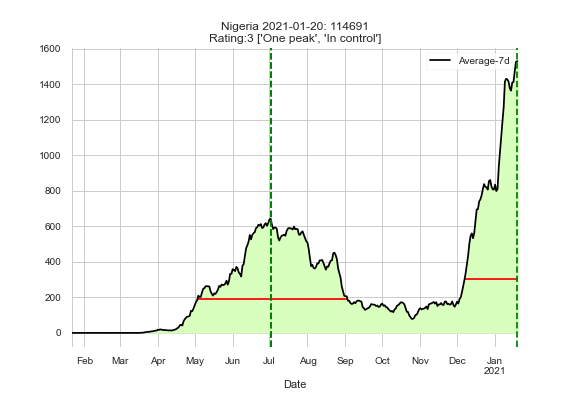 Nigeria 2021-01-20: 114691
Rating:3 ['One peak', 'In control']
Average-7d
1600
1400
1200
1000
800
600
400
200
0
Feb Mar Apr May Jun Jul Aug Sep Oct Nov Dec Jan
2021
Date